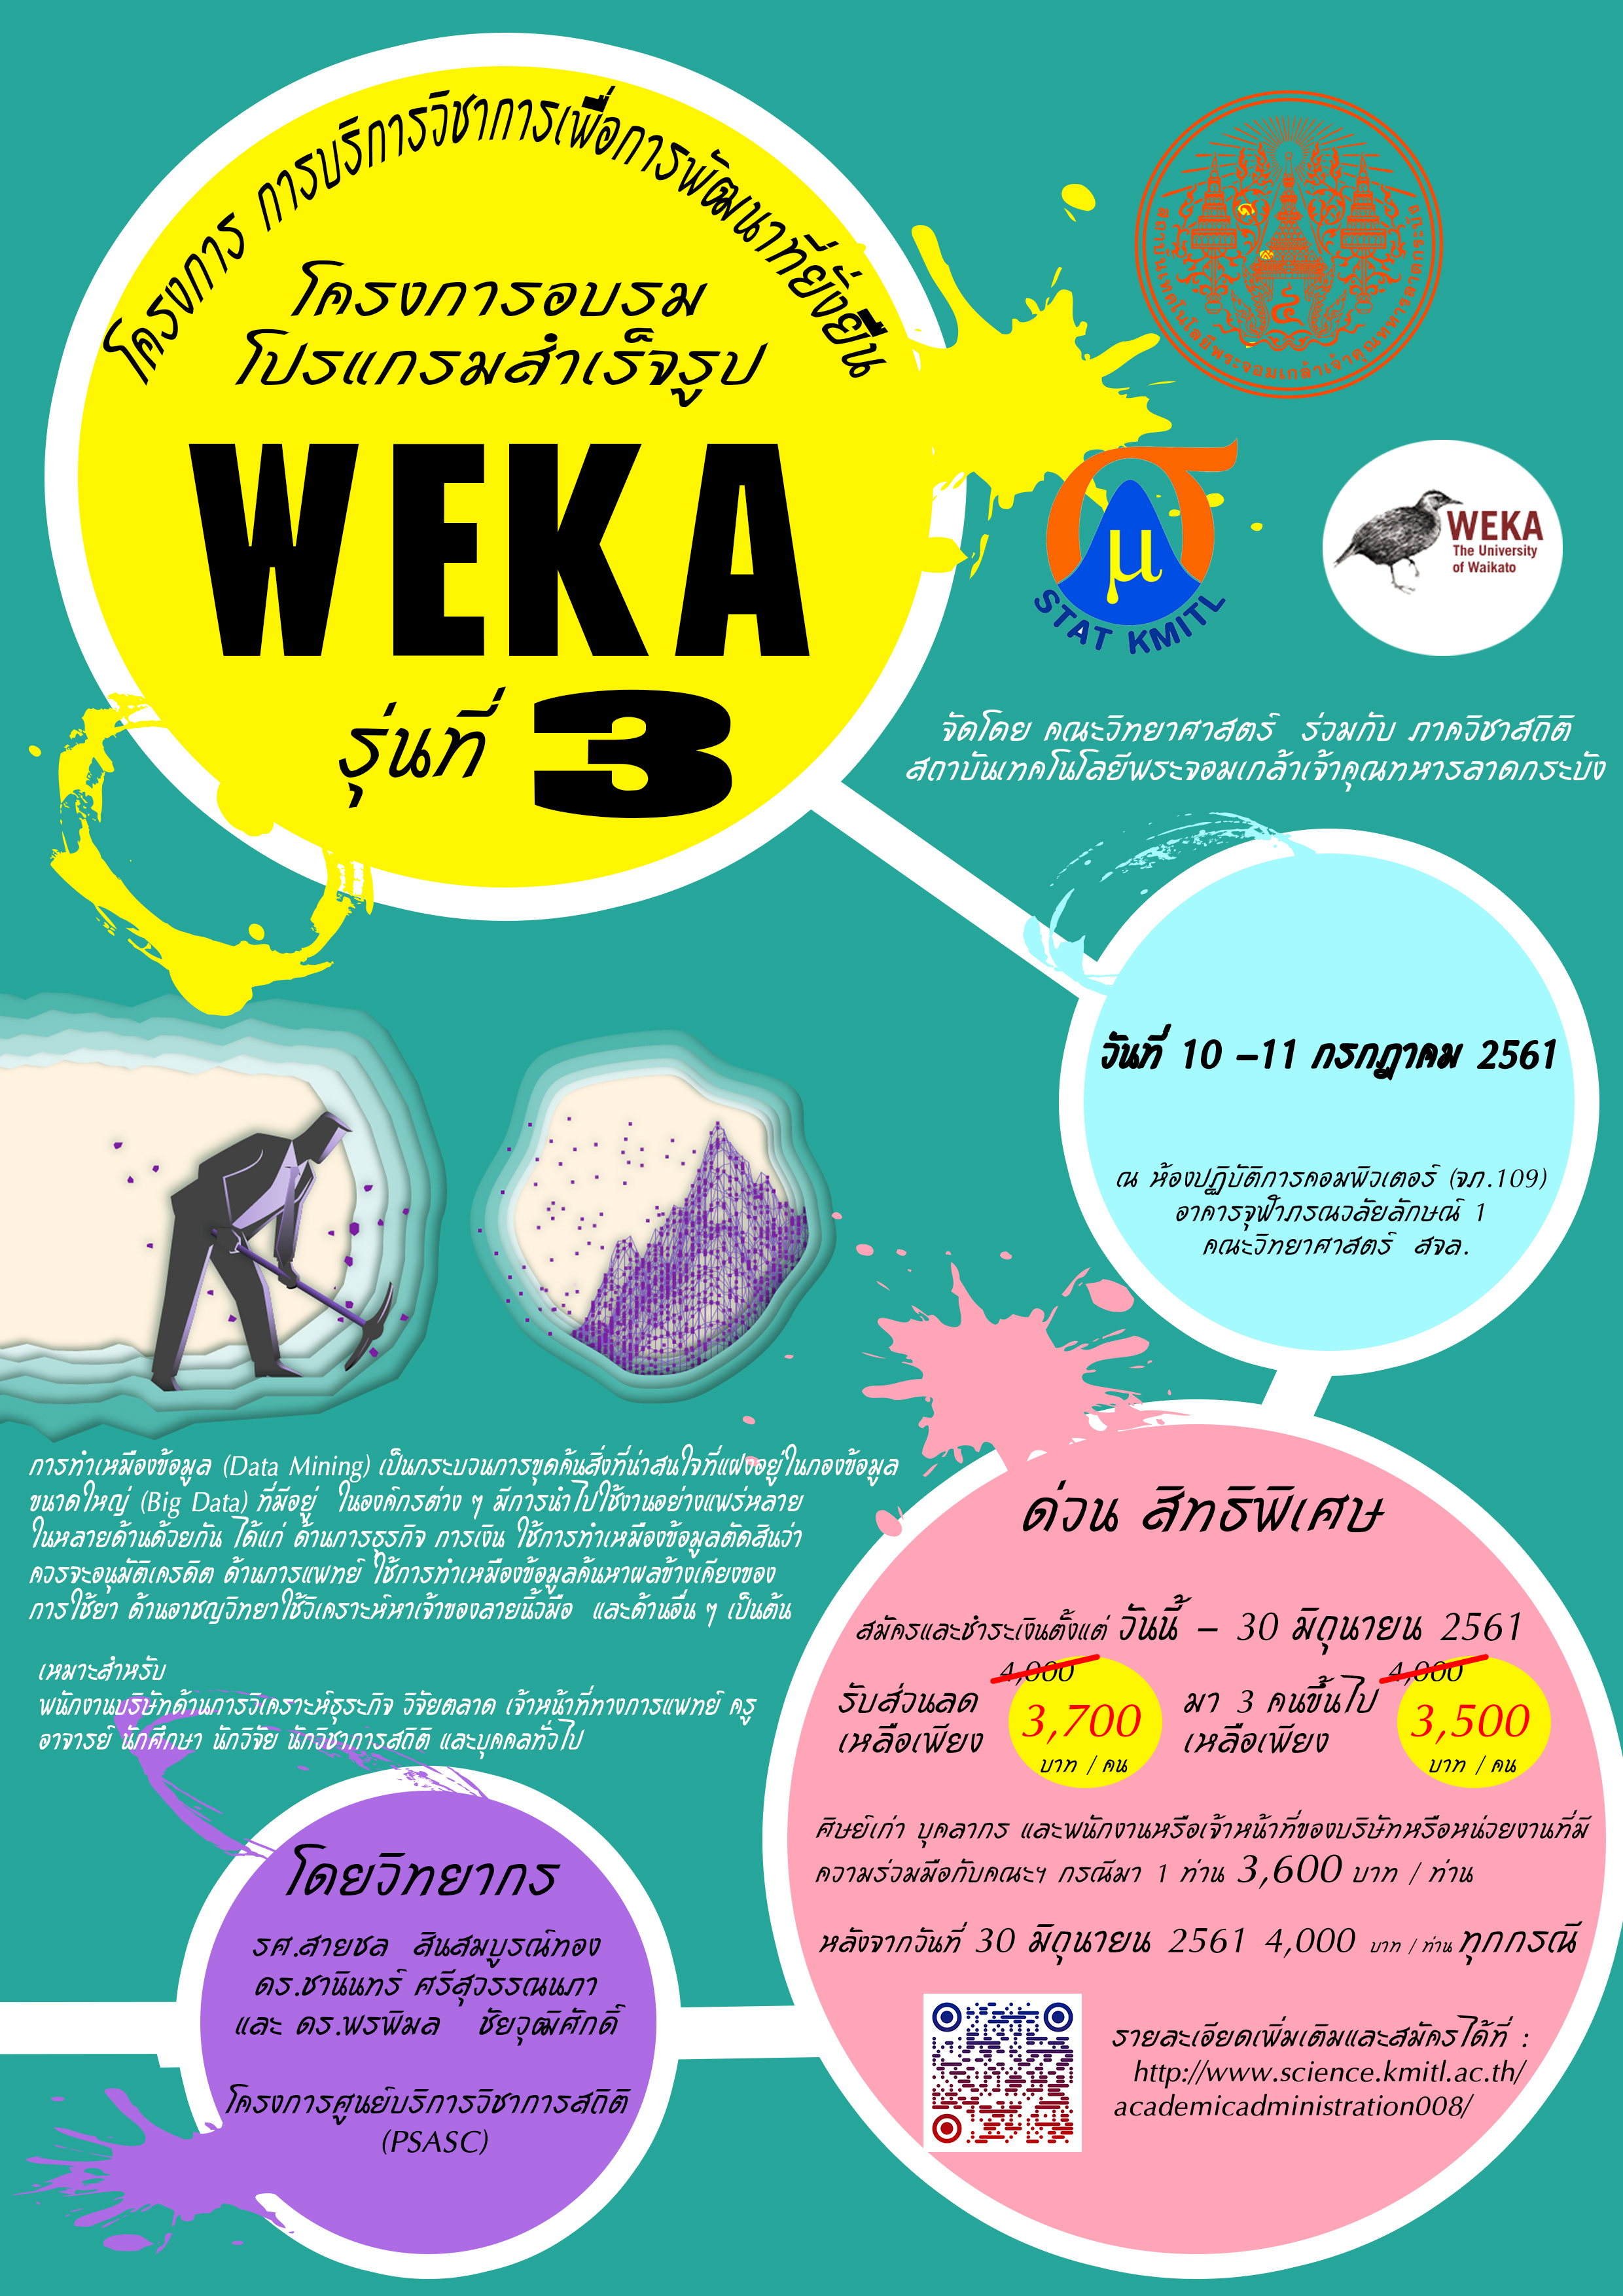 โครงการ การบริการวิชาการเพื่อการพัฒนาที่ยั่งยืน
โครงการอบรม
โปรแกรมสำเร็จรูป
WEKA
รุ่นที่ 3
สถาบันเทคโนโลยีพระจอมเกล้าเจ้าคุณทหารลาดกระบัง
μ
STAT KMITL
WEKA
The University
of Waikato
จัดโดย คณะวิทยาศาสตร์ ร่วมกับ ภาควิชาสถิติ
สถาบันเทคโนโลยีพระจอมเกล้าเจ้าคุณทหารลาดกระบัง
วันที่ 10 –11 กรกฎาคม 2561
ณ ห้องปฏิบัติการคอมพิวเตอร์ (จภ.109)
อาคารจุฬาภรณวลัยลักษณ์ 1
คณะวิทยาศาสตร์ สจล.
การทำเหมืองข้อมูล (Data Mining) เป็นกระบวนการขุดค้นสิ่งที่น่าสนใจที่แฝงอยู่ในกองข้อมูล
ขนาดใหญ่ (Big Data) ที่มีอยู่ ในองค์กรต่าง ๆ มีการนำไปใช้งานอย่างแพร่หลาย
ในหลายด้านด้วยกัน ได้แก่ ด้านการธุรกิจ การเงิน ใช้การทำเหมืองข้อมูลตัดสินว่า
ควรจะอนุมัติเครดิต ด้านการแพทย์ ใช้การทำเหมืองข้อมูลค้นหาผลข้างเคียงของ
การใช้ยา ด้านอาชญวิทยาใช้วิเคราะห์หาเจ้าของลายนิ้วมือ และด้านอื่น ๆ เป็นต้น
เหมาะสำหรับ
พนักงานบริษัทด้านการวิเคราะห์ธุระกิจ วิจัยตลาด เจ้าหน้าที่ทางการแพทย์ ครู
อาจารย์ นักศึกษา นักวิจัย นักวิชาการสถิติ และบุคคลทั่วไป
ด่วน สิทธิพิเศษ
สมัครและชำระเงินตั้งแต่ วันนี้ – 30 มิถุนายน 2561
รับส่วนลด
เหลือเพียง
4,000
3,700
บาท / คน
มา 3 คนขึ้นไป
เหลือเพียง
4,000
3,500
บาท / คน
ศิษย์เก่า บุคลากร และพนักงานหรือเจ้าหน้าที่ของบริษัทหรือหน่วยงานที่มี
ความร่วมมือกับคณะฯ กรณีมา 1 ท่าน 3,600 บาท / ท่าน
หลังจากวันที่ 30 มิถุนายน 2561 4,000 บาท / ท่าน ทุกกรณี
รายละเอียดเพิ่มเติมและสมัครได้ที่ :
http://www.science.kmitl.ac.th/
academicadministration008/
โดยวิทยากร
รศ.สายชล สินสมบูรณ์ทอง
ดร.ชานินทร์ ศรีสุวรรณนภา
และ ดร.พรพิมล ชัยวุฒิศักดิ์
โครงการศูนย์บริการวิชาการสถิติ
(PSASC)